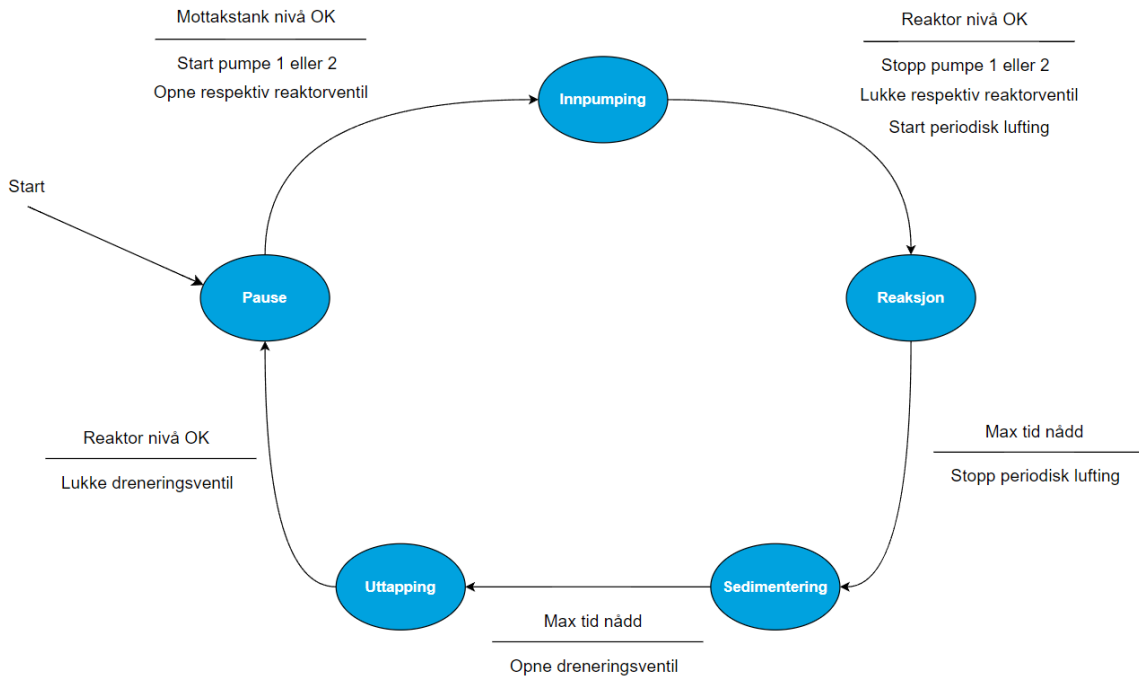 Mottakstank nivå OK
Start pumpe 1 eller 2
Opne respektiv reaktorventil
Innpumping
Reaktor nivå OK
Stopp pumpe 1 eller 2
Lukke respektiv reaktorventil
Start periodisk lufting
Start
Pause
Reaksjon
Reaktor nivå OK
Lukke dreneringsventil
Max tid nådd
Stopp periodisk lufting
Uttapping
Sedimentering
Max tid nådd
Opne dreneringsventil